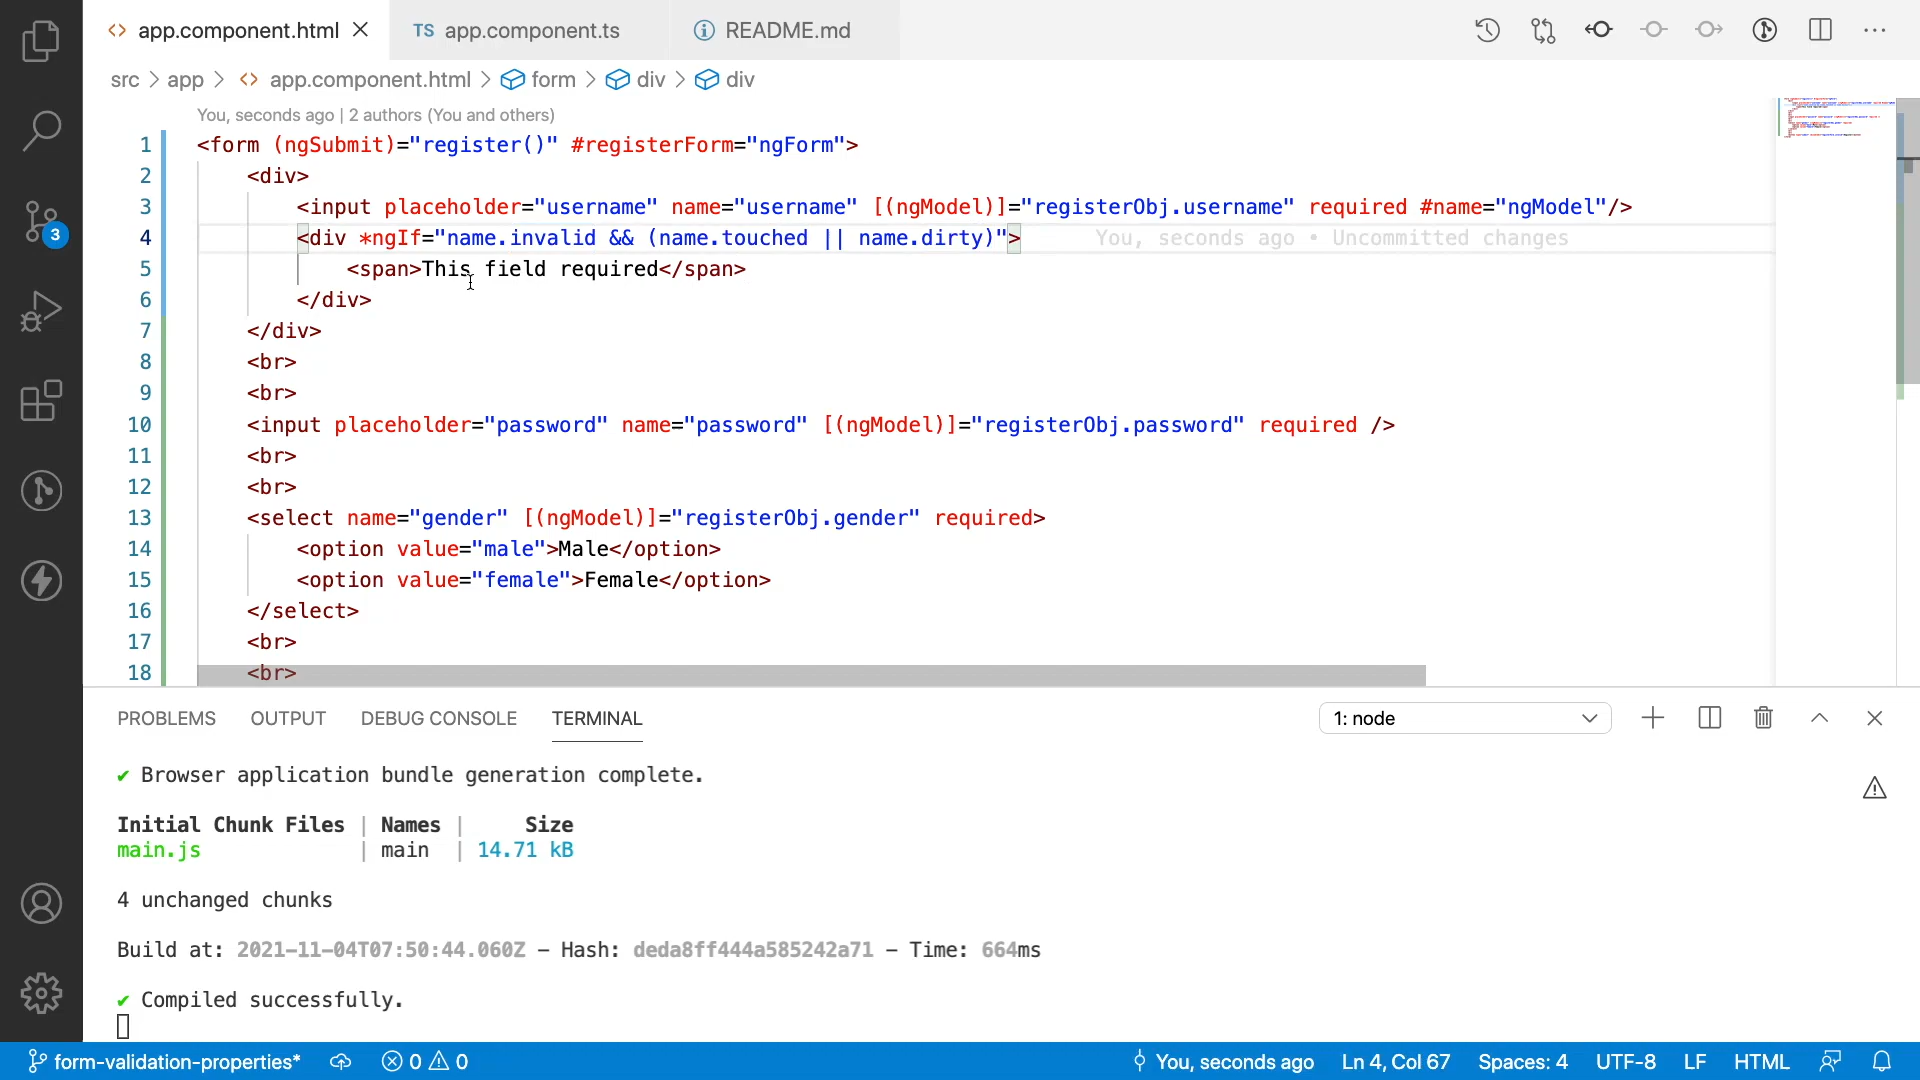 app.component.html
TS app.component.ts
README.md
src > app > app.component.html > form > div > div
You, seconds ago | 2 authors (You and others)
1 <form (ngSubmit)="register()" #registerForm="ngForm">
2 <div>
3 <input placeholder="username" name="username" [(ngModel)]="registerObj.username" required #name="ngModel"/>
4 <div *ngIf="name.invalid && (name.touched || name.dirty)"> You, seconds ago • Uncommitted changes
5 <span>This field required</span>
6 </div>
7 </div>
8 <br>
9 <br>
10 <input placeholder="password" name="password" [(ngModel)]="registerObj.password" required />
11 <br>
12 <br>
13 <select name="gender" [(ngModel)]="registerObj.gender" required>
14 <option value="male">Male</option>
15 <option value="female">Female</option>
16 </select>
17 <br>
18 <br>
3
PROBLEMS OUTPUT DEBUG CONSOLE TERMINAL
1: node
✔ Browser application bundle generation complete.
Initial Chunk Files | Names | Size
main.js | main | 14.71 kB
4 unchanged chunks
Build at: 2021-11-04T07:50:44.060Z - Hash: deda8ff444a585242a71 - Time: 664ms
✔ Compiled successfully.
form-validation-properties* 0 0 You, seconds ago Ln 4, Col 67 Spaces: 4 UTF-8 LF HTML